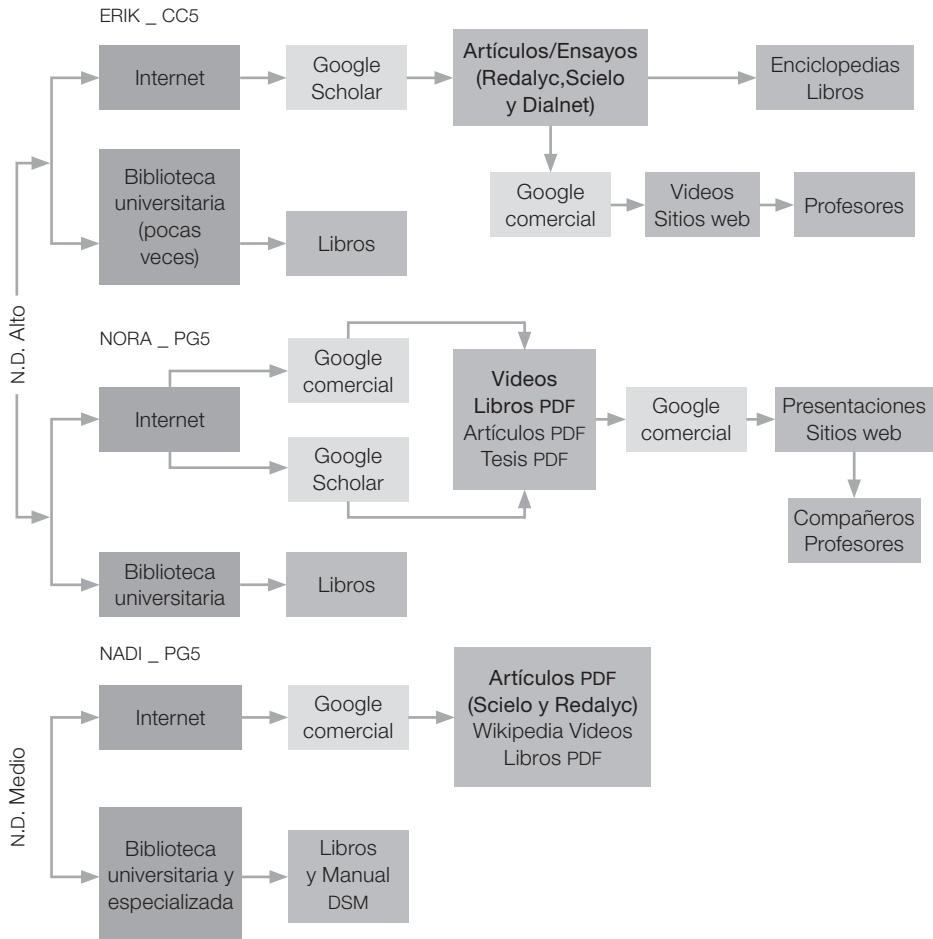 ERIK _ CC5
Internet
Google
Scholar
Artículos/Ensayos
(Redalyc,Scielo
y Dialnet)
Enciclopedias
Libros
Google
comercial
Videos
Sitios web
Profesores
Biblioteca
universitaria
(pocas
veces)
Libros
N.D. Alto
NORA _ PG5
Internet
Google
comercial
Google
Scholar
Videos
Libros PDF
Artículos PDF
Tesis PDF
Google
comercial
Presentaciones
Sitios web
Compañeros
Profesores
Biblioteca
universitaria
Libros
NADI _ PG5
N.D. Medio
Internet
Google
comercial
Artículos PDF
(Scielo y Redalyc)
Wikipedia Videos
Libros PDF
Biblioteca
universitaria y
especializada
Libros
y Manual
DSM